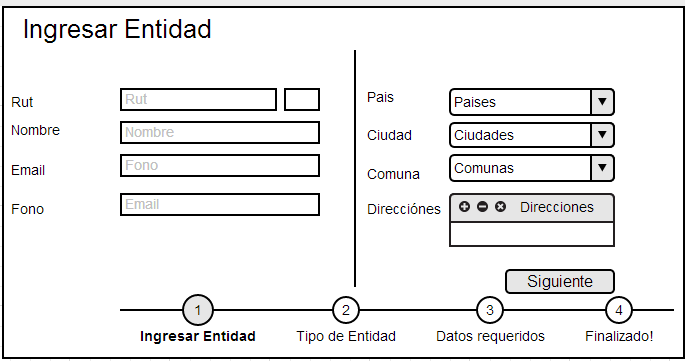 Ingresar Entidad
Rut Rut
Nombre Nombre
Email Fono
Fono Email
Pais Paises
Ciudad Ciudades
Comuna Comunas
Direcciónes Direcciones
Siguiente
1 2 3 4
Ingresar Entidad Tipo de Entidad Datos requeridos Finalizado!